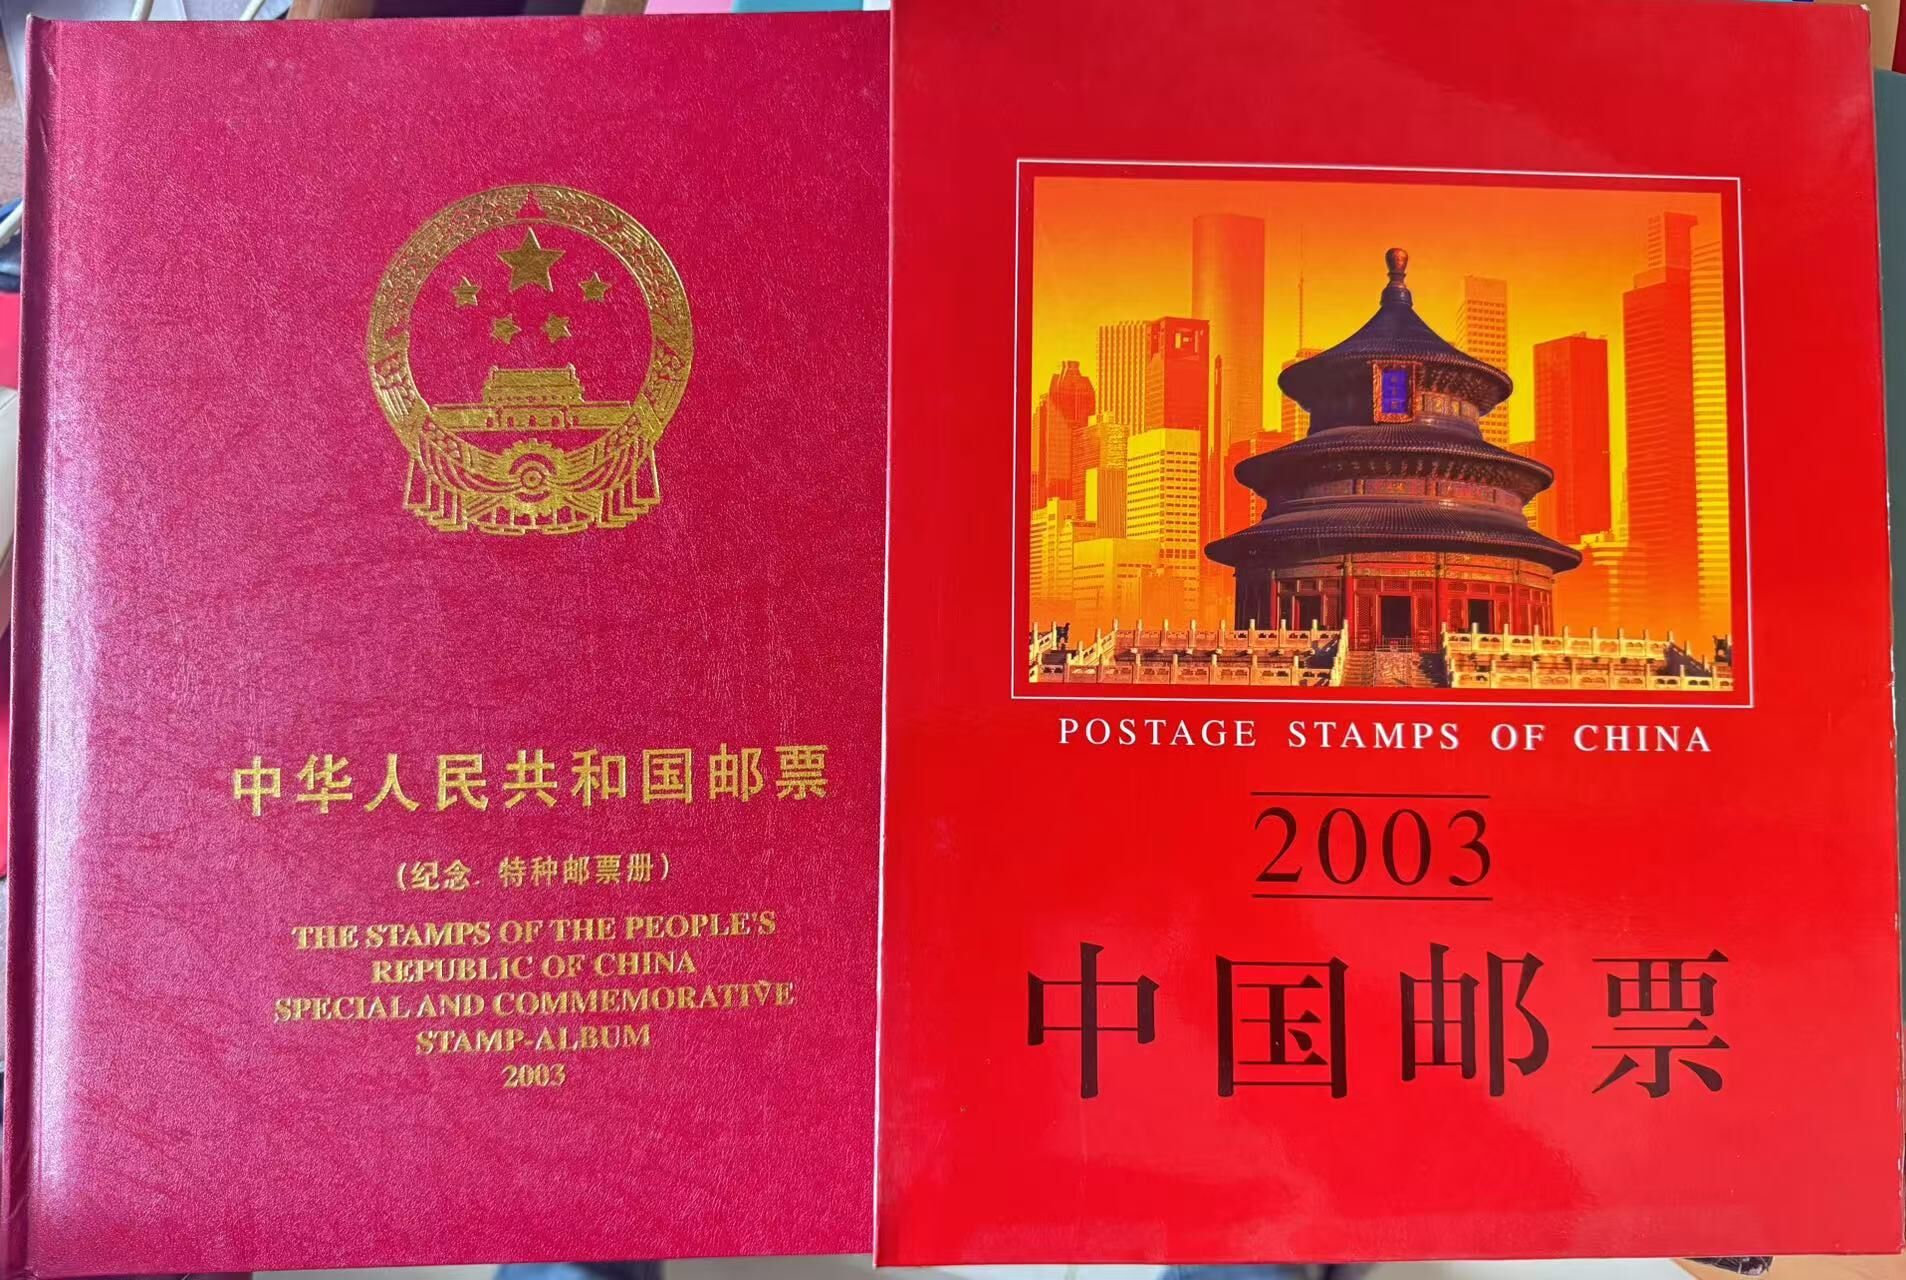 中华人民共和国邮票
(纪念. 特种邮票册)
THE STAMPS OF THE PEOPLE'S
REPUBLIC OF CHINA
SPECIAL AND COMMEMORATIVE
STAMP-ALBUM
2003
POSTAGE STAMPS OF CHINA
2003
中国邮票